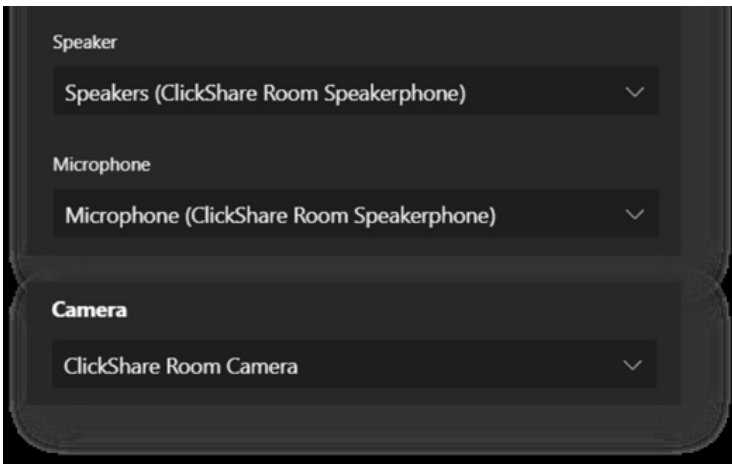 Speaker
Speakers (ClickShare Room Speakerphone)
Microphone
Microphone (ClickShare Room Speakerphone)
Camera
ClickShare Room Camera